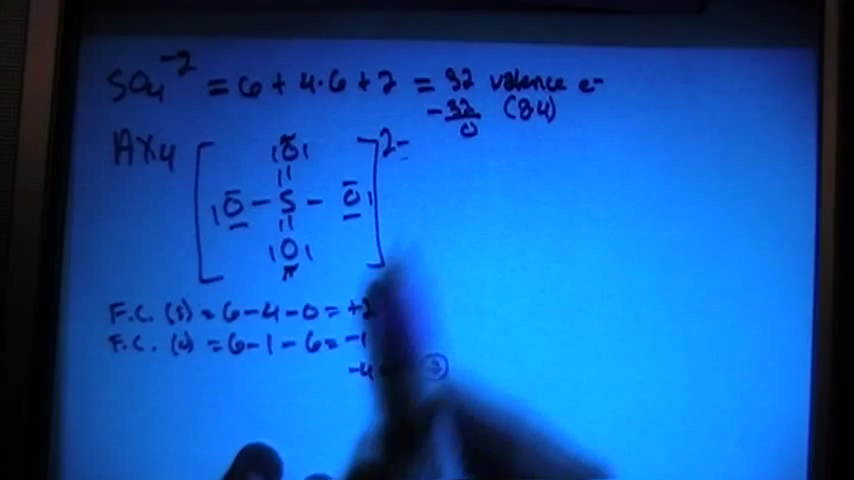 SO4-2 = 6 + 4·6 + 2 = 32 valence e-
-32 (84)
0
AX4 [ |O| ]2-
||
|O - S - O|
||
|O|
F.C. (s) = 6 - 4 - 0 = +2
F.C. (o) = 6 - 1 - 6 = -1
-4